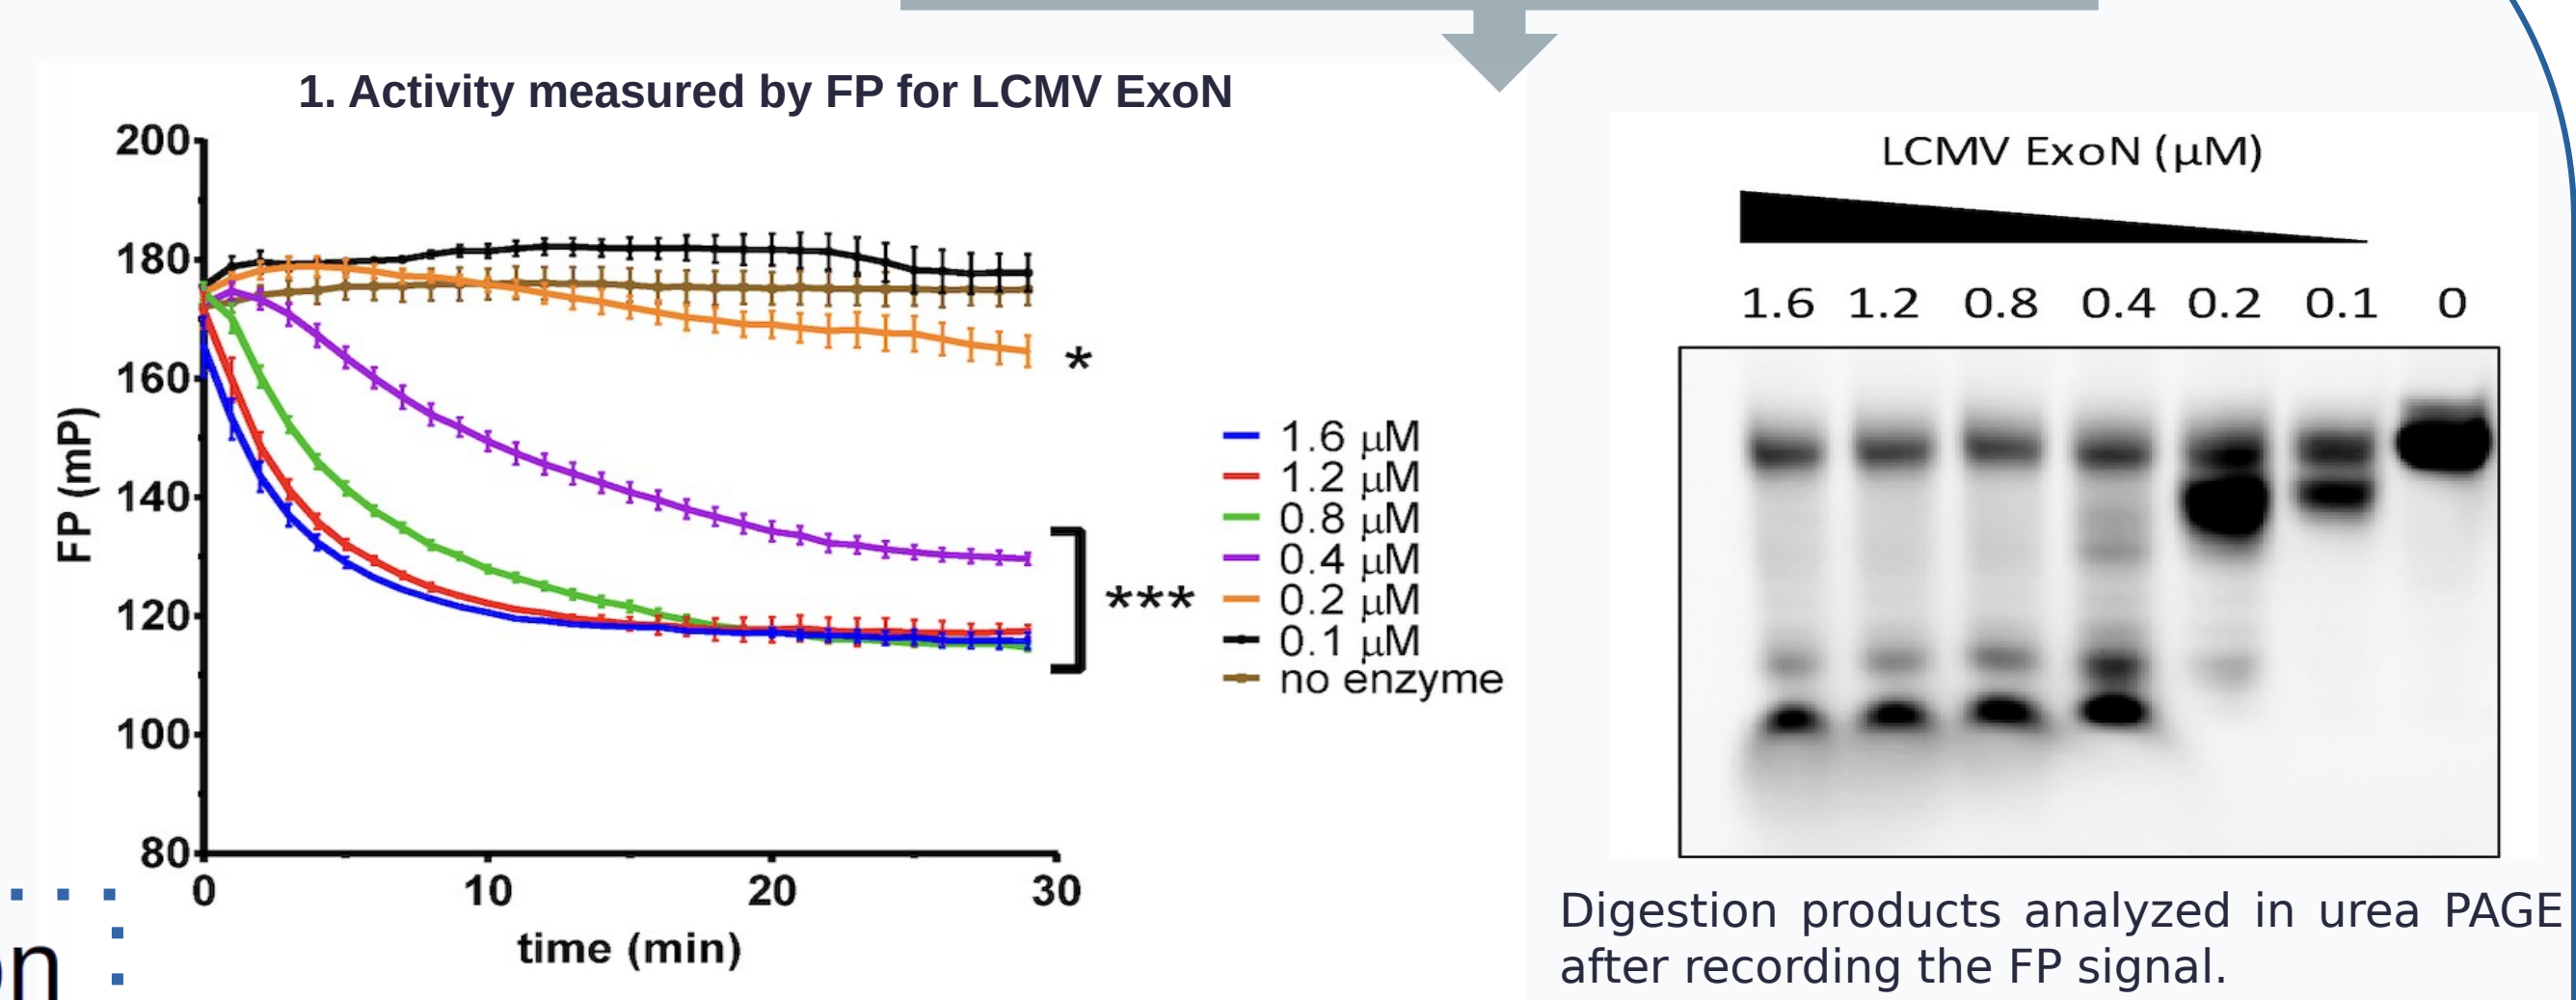 1. Activity measured by FP for LCMV ExoN
200
180
160
140
120
100
80
FP (mP)
0 10 20 30
time (min)
*
***
1.6 μM
1.2 μM
0.8 μM
0.4 μM
0.2 μM
0.1 μM
no enzyme
LCMV ExoN (μM)
1.6 1.2 0.8 0.4 0.2 0.1 0
Digestion products analyzed in urea PAGE
after recording the FP signal.